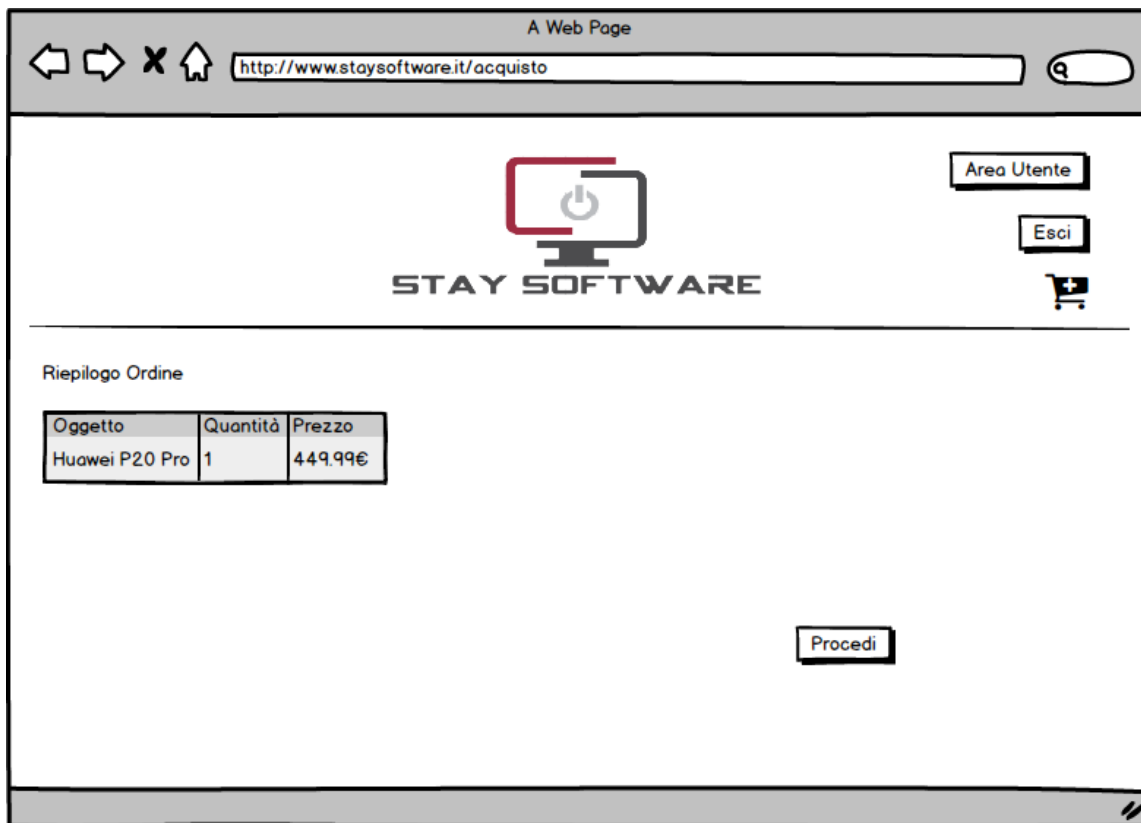 A Web Page
http://www.staysoftware.it/acquisto
Area Utente
Esci
STAY SOFTWARE
Riepilogo Ordine
Oggetto Quantità Prezzo
Huawei P20 Pro 1 449.99€
Procedi